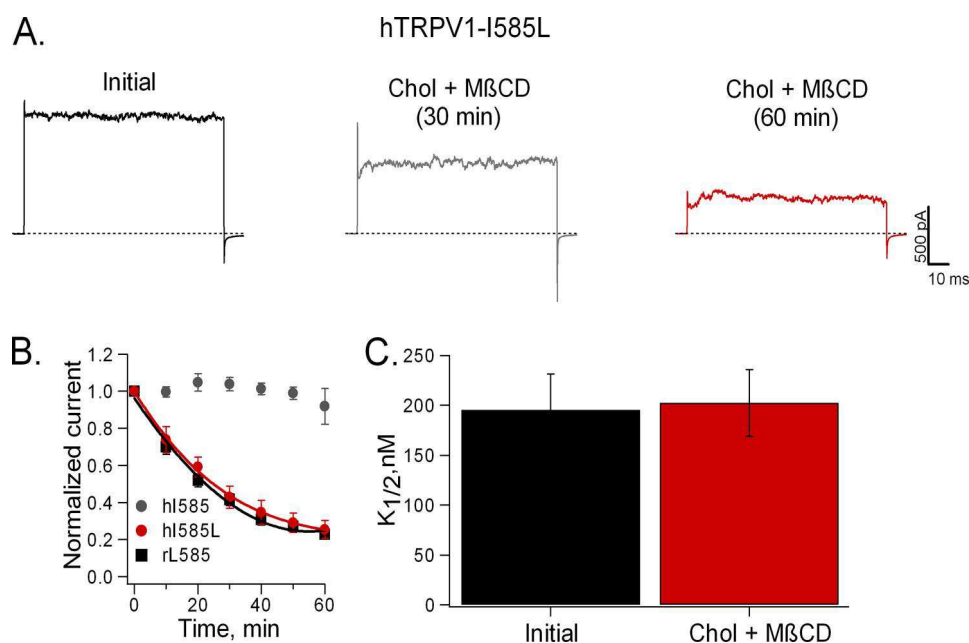 A.
hTRPV1-I585L
Initial
Chol + MßCD
(30 min)
Chol + MßCD
(60 min)
500 pA
10 ms
B.
Normalized current
1.2
1.0
0.8
0.6
0.4
0.2
0.0
hI585
hI585L
rL585
0
20
40
60
Time, min
C.
K1/2,nM
250
200
150
100
50
0
Initial
Chol + MßCD